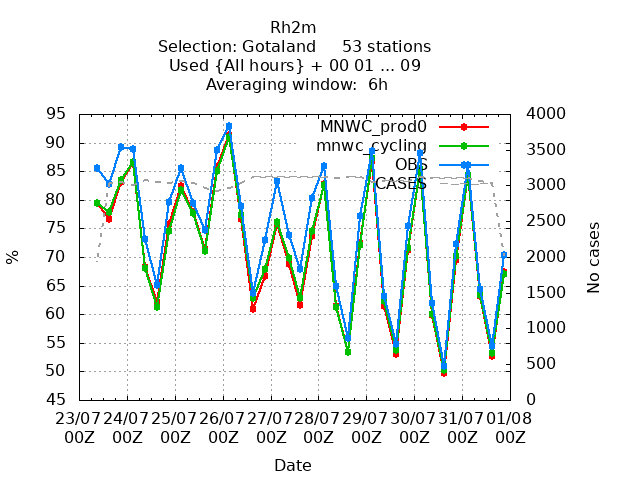 Rh2m
Selection: Gotaland     53 stations
Used {All hours} + 00 01 ... 09
Averaging window:  6h
MNWC_prod0
mnwc_cycling
OBS
CASES
95
90
85
80
75
70
65
60
55
50
45
%
4000
3500
3000
2500
2000
1500
1000
500
0
No cases
23/07 24/07 25/07 26/07 27/07 28/07 29/07 30/07 31/07 01/08
00Z 00Z 00Z 00Z 00Z 00Z 00Z 00Z 00Z 00Z
Date